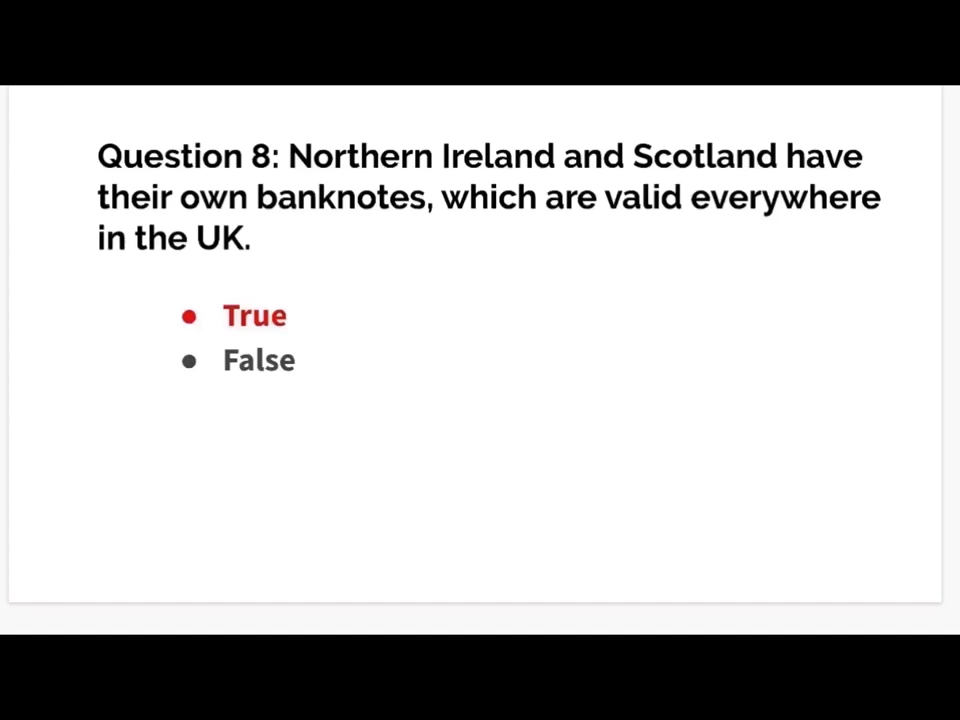 Question 8: Northern Ireland and Scotland have
their own banknotes, which are valid everywhere
in the UK.
● True
● False